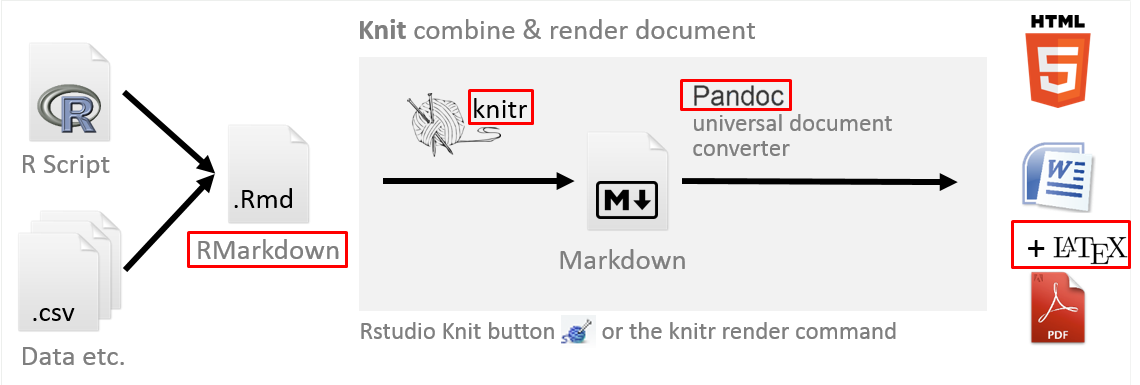 Knit combine & render document
HTML
5
R
R Script
.csv
Data etc.
.Rmd
RMarkdown
knitr
M
Markdown
Pandoc
universal document
converter
W
+ LATEX
PDF
Rstudio Knit button or the knitr render command